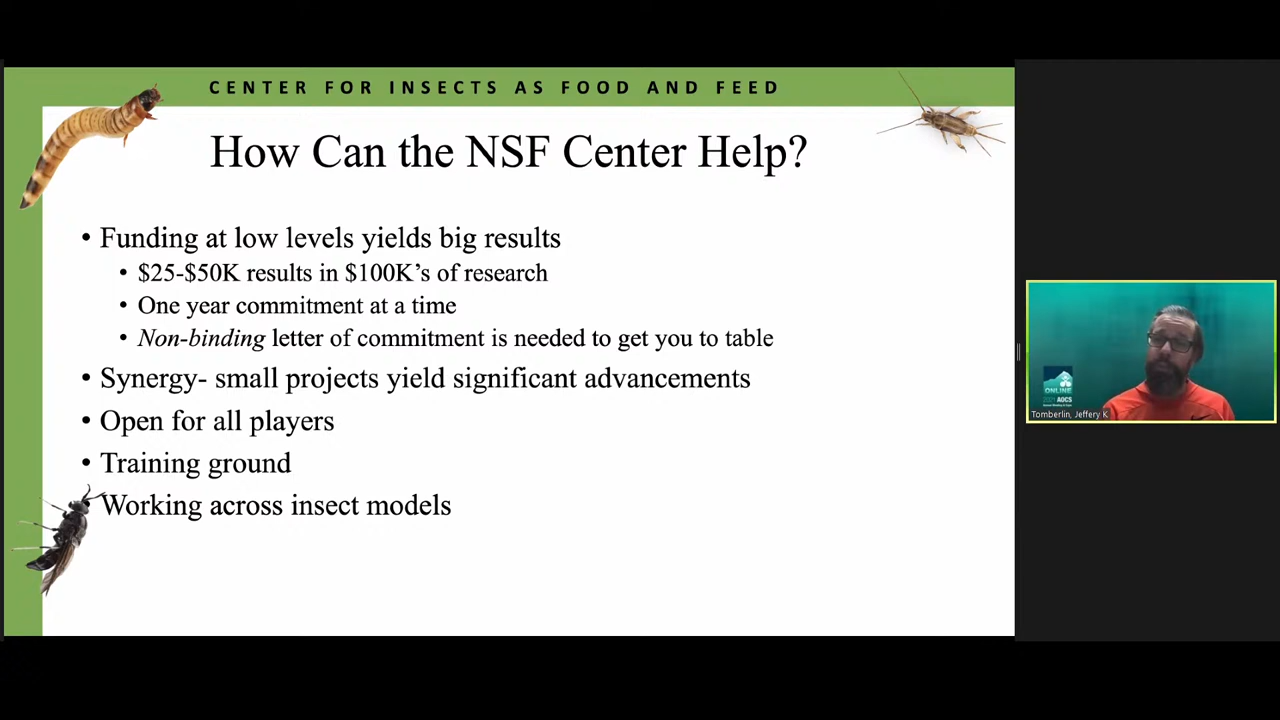 CENTER FOR INSECTS AS FOOD AND FEED
How Can the NSF Center Help?
• Funding at low levels yields big results
• $25-$50K results in $100K’s of research
• One year commitment at a time
• Non-binding letter of commitment is needed to get you to table
• Synergy- small projects yield significant advancements
• Open for all players
• Training ground
Working across insect models
ONLINE
2021 AOCS
Tomberlin, Jeffery K